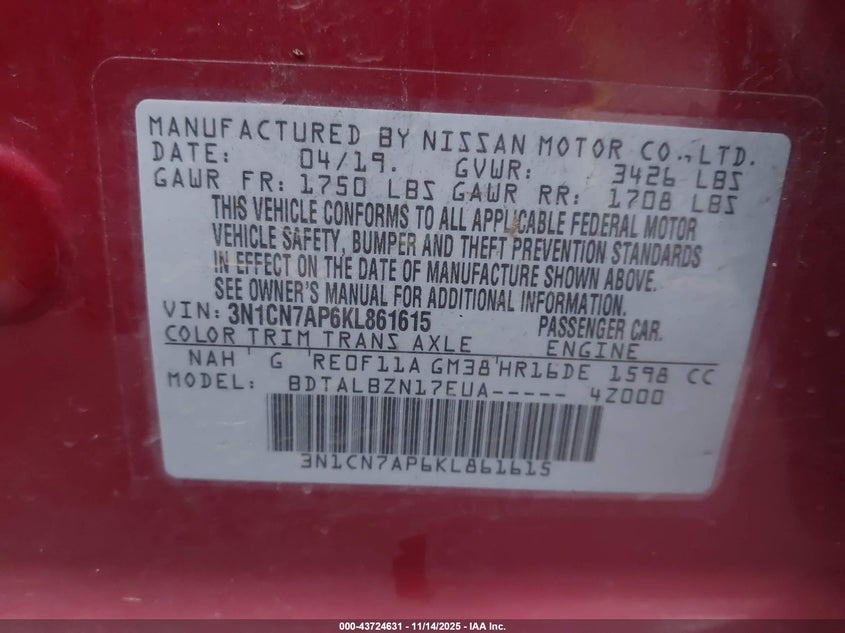 MANUFACTURED BY NISSAN MOTOR CO.,LTD.
DATE: 04/19. GVWR: 3426 LBS
GAWR FR: 1750 LBS GAWR RR: 1708 LBS
THIS VEHICLE CONFORMS TO ALL APPLICABLE FEDERAL MOTOR
VEHICLE SAFETY, BUMPER AND THEFT PREVENTION STANDARDS
IN EFFECT ON THE DATE OF MANUFACTURE SHOWN ABOVE.
SEE OWNER'S MANUAL FOR ADDITIONAL INFORMATION.
VIN: 3N1CN7AP6KL861615 PASSENGER CAR.
COLOR TRIM TRANS AXLE ENGINE
NAH G RE0F11A GM38 HR16DE 1598 CC
MODEL: BDTALBZN17EUA----- 4Z000
3N1CN7AP6KL861615
000-43724631 - 11/14/2025 - IAA Inc.